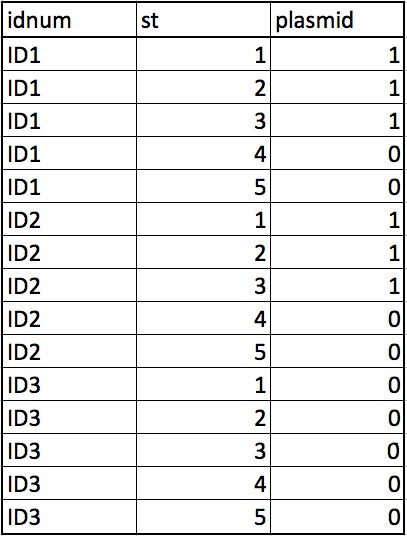 idnum st plasmid
ID1 1 1
ID1 2 1
ID1 3 1
ID1 4 0
ID1 5 0
ID2 1 1
ID2 2 1
ID2 3 1
ID2 4 0
ID2 5 0
ID3 1 0
ID3 2 0
ID3 3 0
ID3 4 0
ID3 5 0